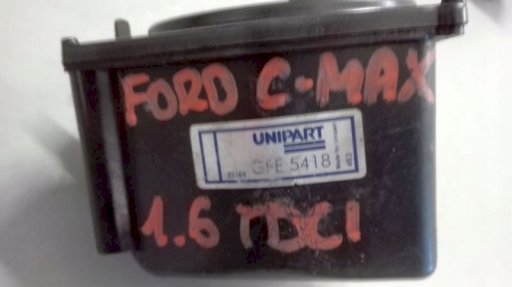 FORD C-MAX
UNIPART
GFE 5418
1.6 TDCI